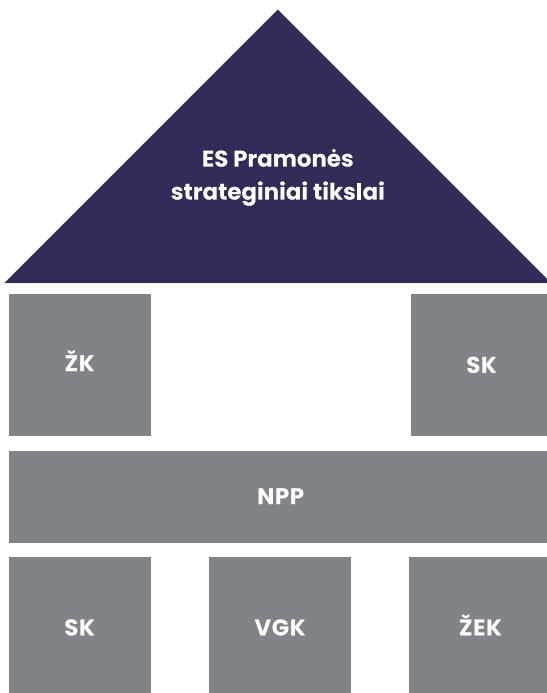 ES Pramonės
strateginiai tikslai
ŽK
SK
NPP
SK
VGK
ŽEK